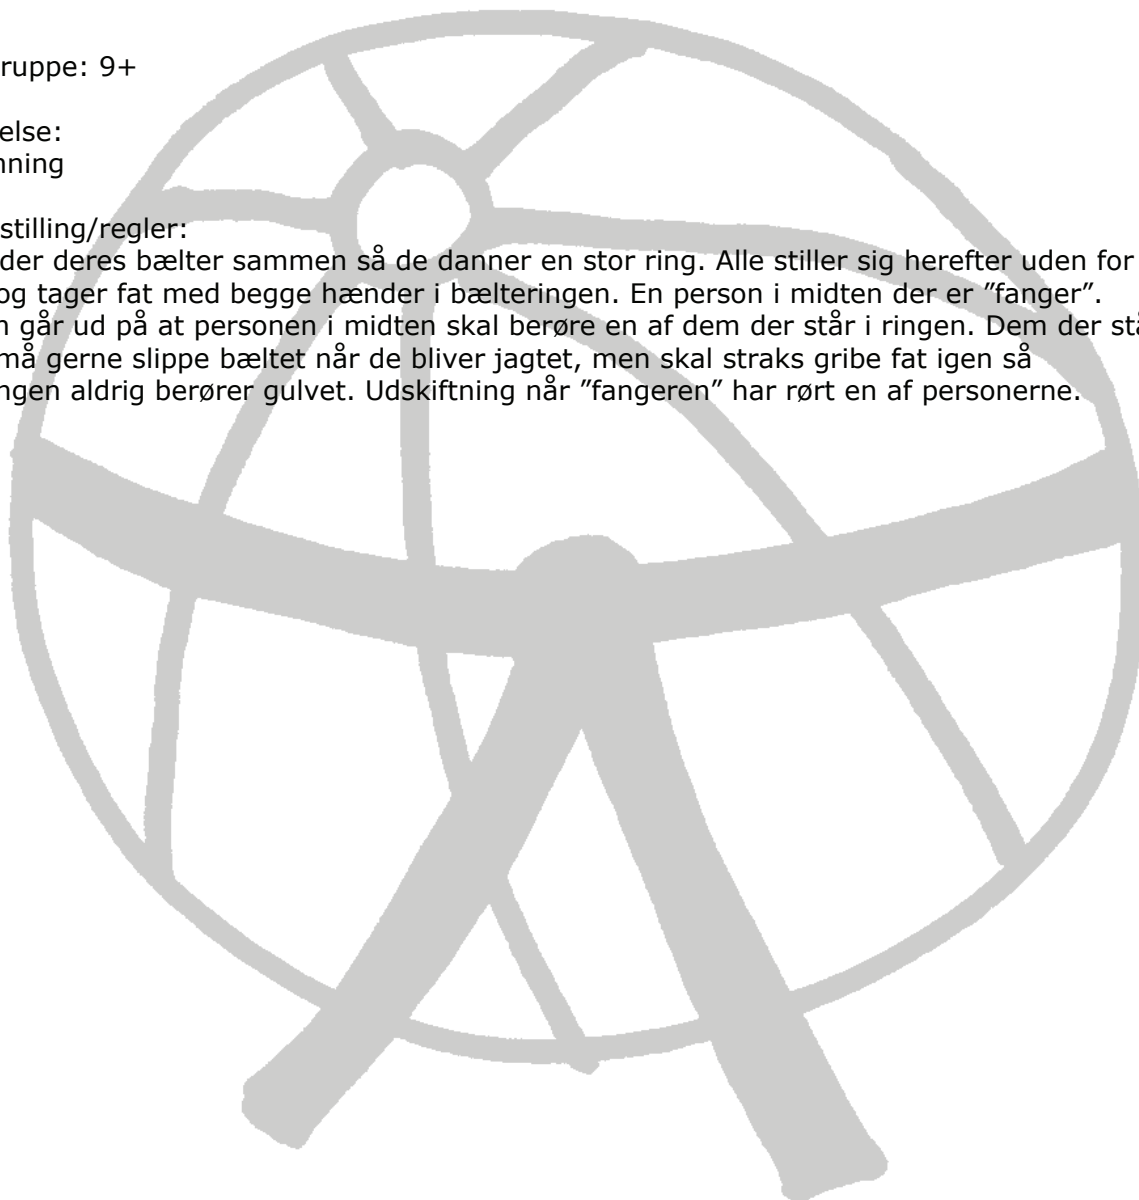 ruppe: 9+
else:
nning
stilling/regler:
der deres bælter sammen så de danner en stor ring. Alle stiller sig herefter uden for
og tager fat med begge hænder i bælteringen. En person i midten der er ”fanger”.
n går ud på at personen i midten skal berøre en af dem der står i ringen. Dem der stå
må gerne slippe bæltet når de bliver jagtet, men skal straks gribe fat igen så
ngen aldrig berører gulvet. Udskiftning når ”fangeren” har rørt en af personerne.